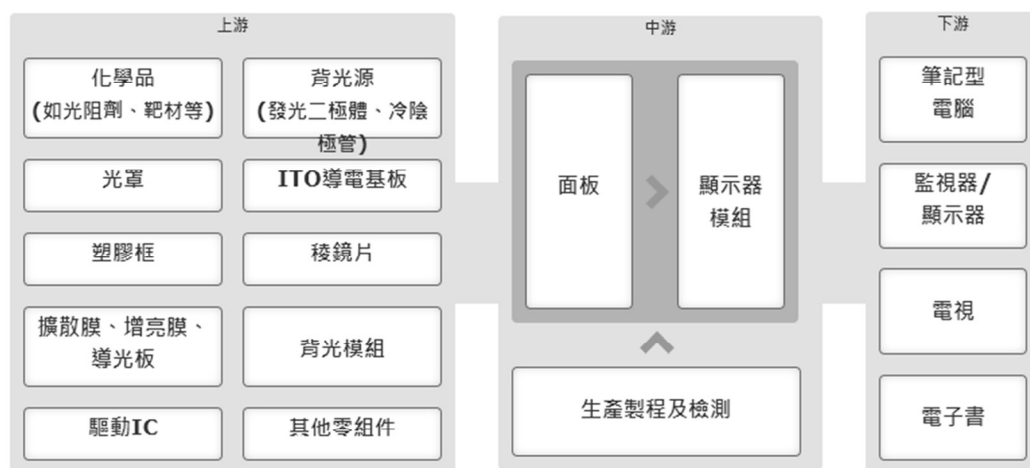 上游
化學品
(如光阻劑、靶材等)
背光源
(發光二極體、冷陰
極管)
光罩
ITO導電基板
塑膠框
稜鏡片
擴散膜、增亮膜、
導光板
背光模組
驅動IC
其他零組件
中游
面板
顯示器
模組
生產製程及檢測
下游
筆記型
電腦
監視器/
顯示器
電視
電子書